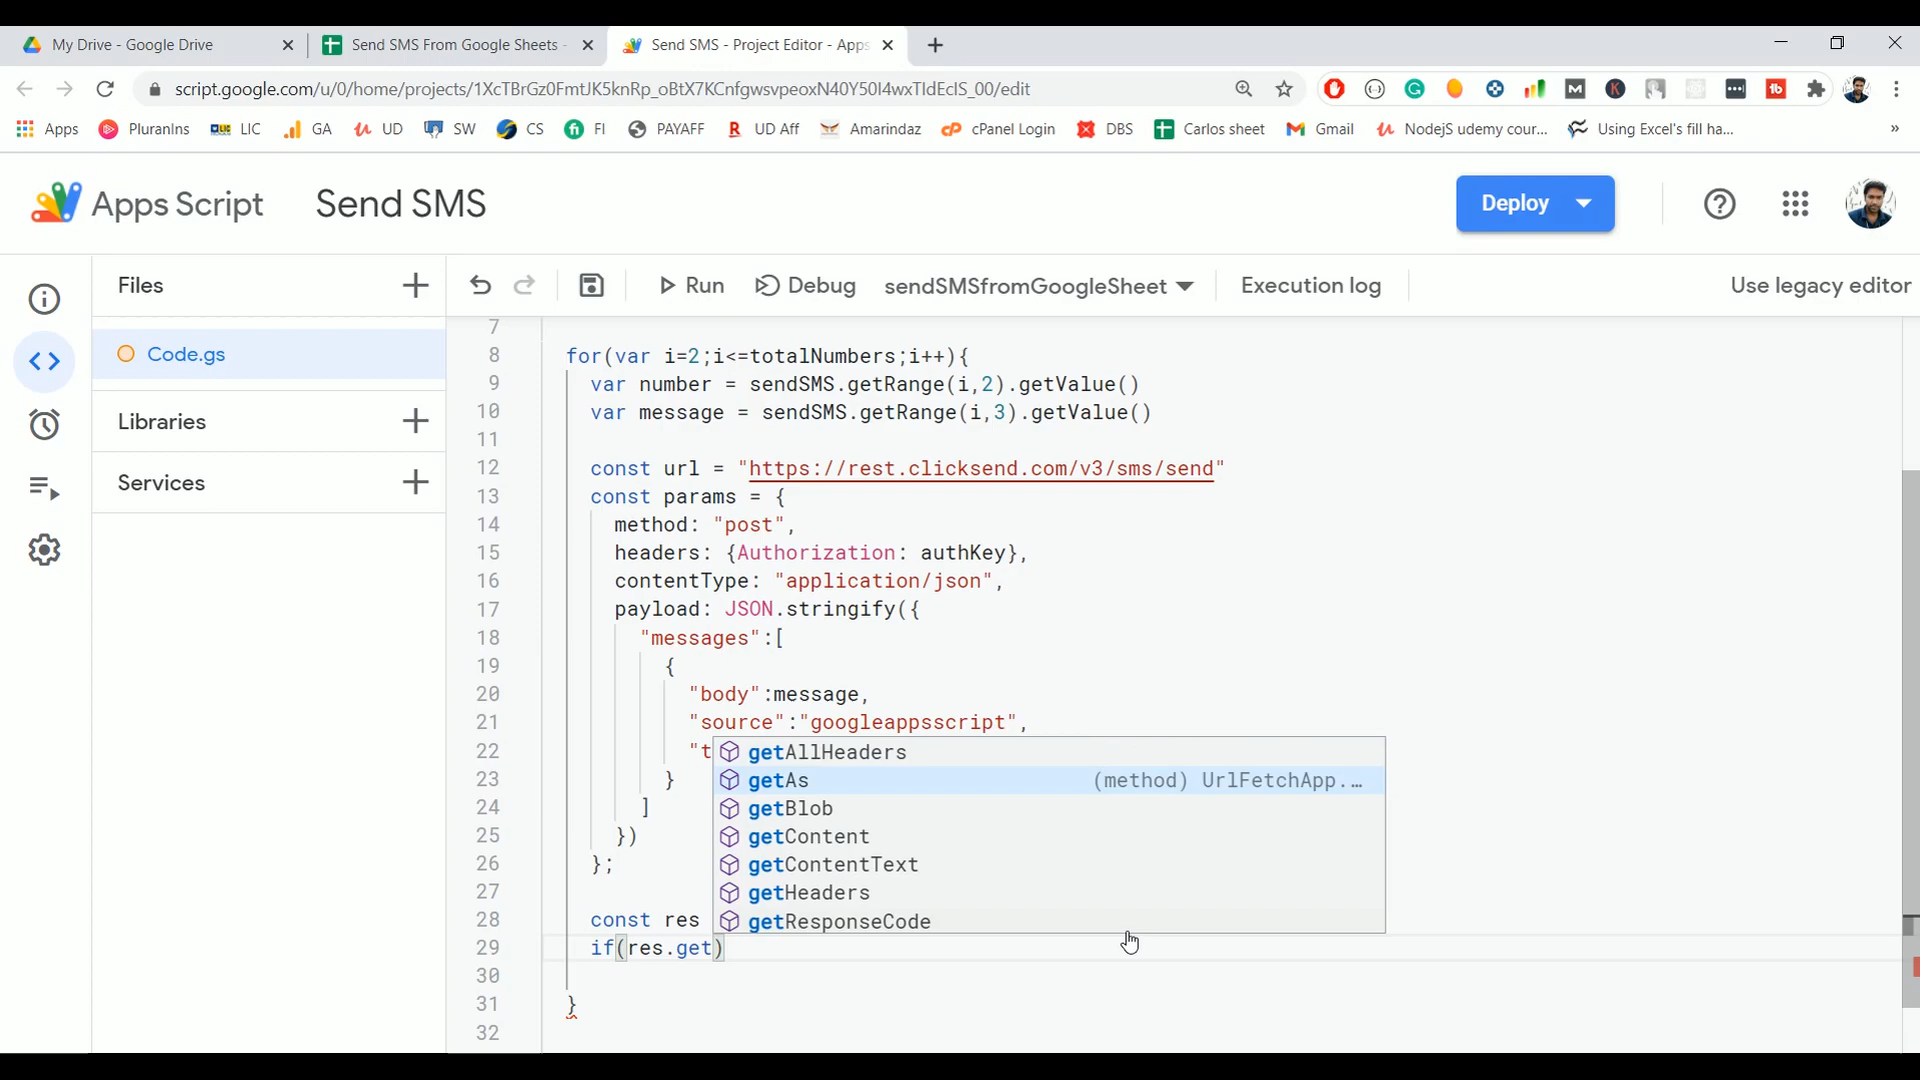 My Drive - Google Drive
Send SMS From Google Sheets -
Send SMS - Project Editor - Apps
script.google.com/u/0/home/projects/1XcTBrGz0FmtJK5knRp_oBtX7KCnfgwsvpeoxN40Y50I4wxTIdEcIS_00/edit
Apps
PluranIns
LIC
GA
UD
SW
CS
FI
PAYAFF
UD Aff
Amarindaz
cPanel Login
DBS
Carlos sheet
Gmail
NodejS udemy cour...
Using Excel's fill ha...
»
Apps Script
Send SMS
Deploy
Files
Run
Debug
sendSMSfromGoogleSheet
Execution log
Use legacy editor
Code.gs
Libraries
Services
7
8 for(var i=2;i<=totalNumbers;i++){
9 var number = sendSMS.getRange(i,2).getValue()
10 var message = sendSMS.getRange(i,3).getValue()
11
12 const url = "https://rest.clicksend.com/v3/sms/send"
13 const params = {
14 method: "post",
15 headers: {Authorization: authKey},
16 contentType: "application/json",
17 payload: JSON.stringify({
18 "messages":[
19 {
20 "body":message,
21 "source":"googleappsscript",
22 "t
23 }
24 ]
25 })
26 };
27
28 const res
29 if(res.get)
30
31 }
32
getAllHeaders
getAs (method) UrlFetchApp.…
getBlob
getContent
getContentText
getHeaders
getResponseCode